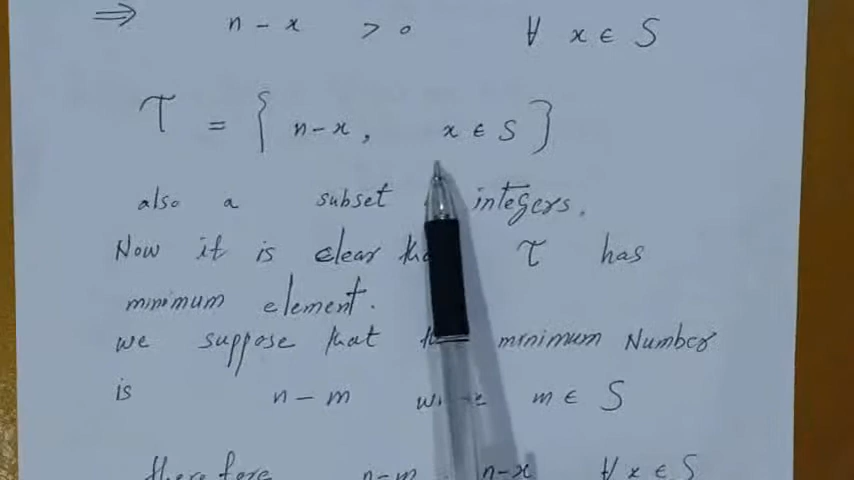 ⇒ n - x > 0 ∀ x ∈ S
T = { n-x, x ∈ S }
also a subset integers.
Now it is clear T has
minimum element.
we suppose that minimum Number
is n - m m ∈ S
therefore n-m n-x ∀ x ∈ S